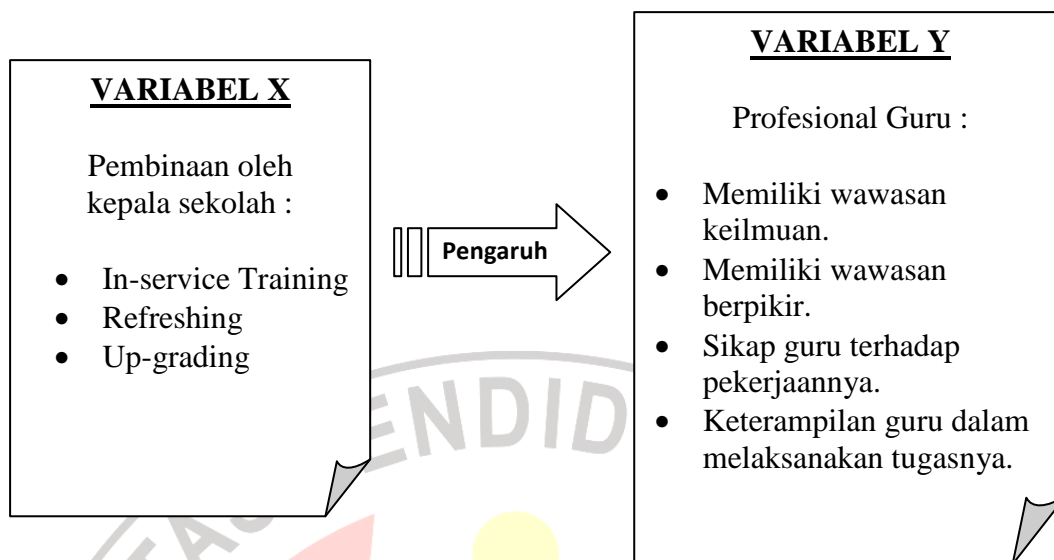 VARIABEL X
Pembinaan oleh
kepala sekolah :
• In-service Training
• Refreshing
• Up-grading
Pengaruh
VARIABEL Y
Profesional Guru :
• Memiliki wawasan
keilmuan.
• Memiliki wawasan
berpikir.
• Sikap guru terhadap
pekerjaannya.
• Keterampilan guru dalam
melaksanakan tugasnya.